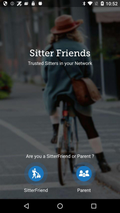 10:52
Sitter Friends
Trusted Sitters in your Network
Are you a SitterFriend or Parent ?
SitterFriend
Parent